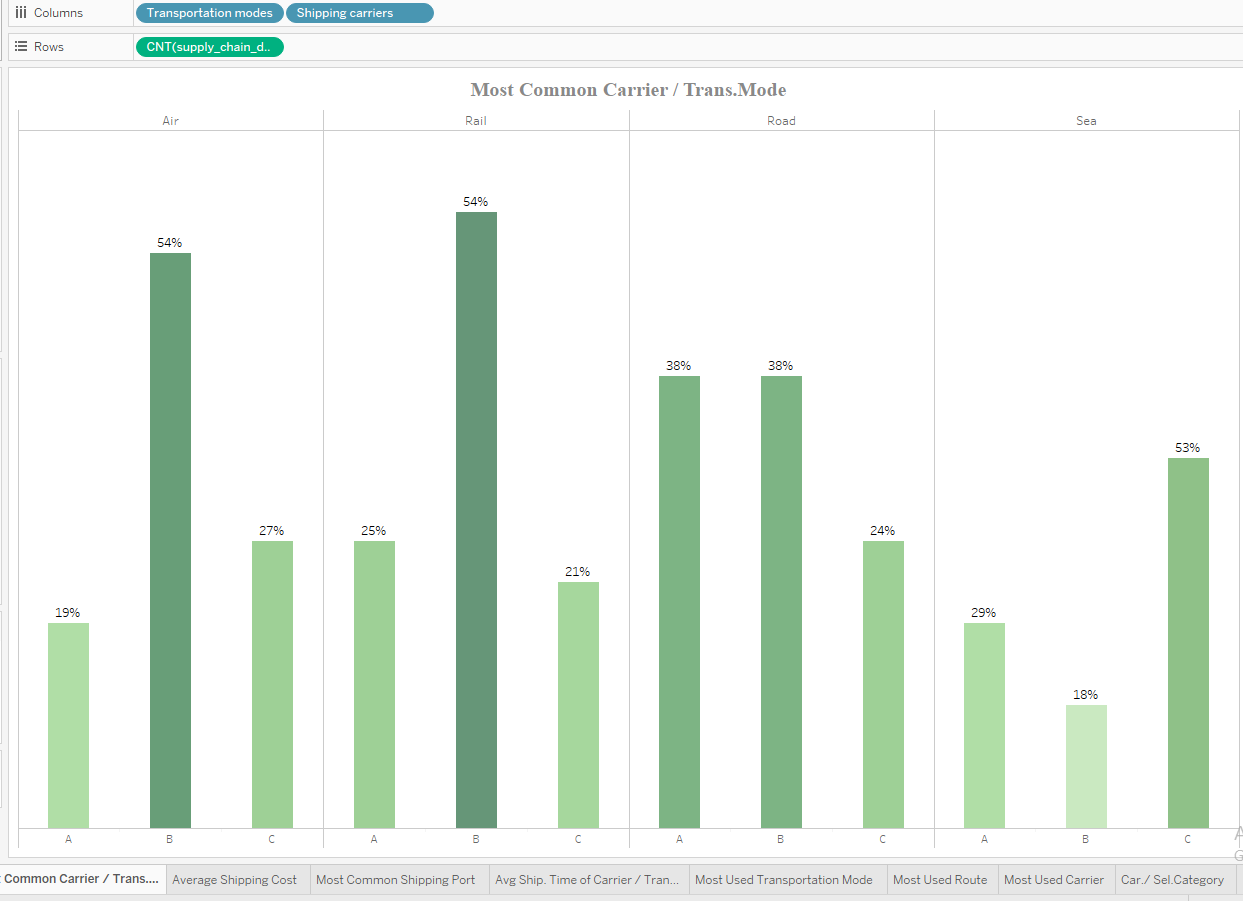 Columns Transportation modes Shipping carriers
Rows CNT(supply_chain_d..
Most Common Carrier / Trans.Mode
Air Rail Road Sea
54%
54%
38% 38%
53%
27% 25% 24%
21%
19% 29%
18%
A B C A B C A B C A B C
Common Carrier / Trans.... Average Shipping Cost Most Common Shipping Port Avg Ship. Time of Carrier / Tran... Most Used Transportation Mode Most Used Route Most Used Carrier Car./ Sel.Category